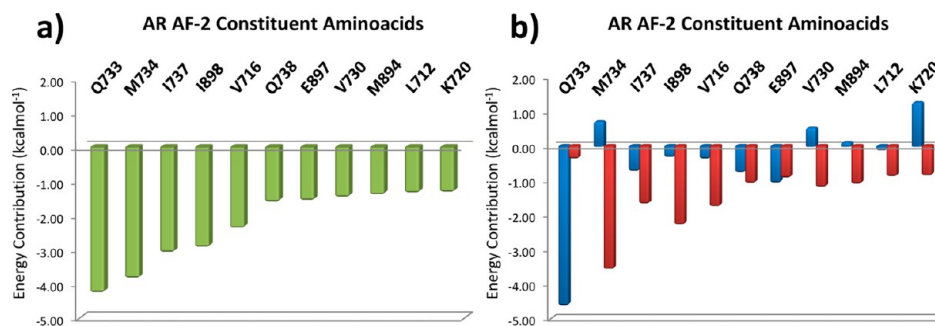 a)
AR AF-2 Constituent Aminoacids
Q733 M734 I737 I898 V716 Q738 E897 V730 M894 L712 K720
Energy Contribution (kcalmol⁻¹)
2.00
1.00
0.00
-1.00
-2.00
-3.00
-4.00
-5.00
b)
AR AF-2 Constituent Aminoacids
Q733 M734 I737 I898 V716 Q738 E897 V730 M894 L712 K720
Energy Contribution (kcalmol⁻¹)
2.00
1.00
0.00
-1.00
-2.00
-3.00
-4.00
-5.00